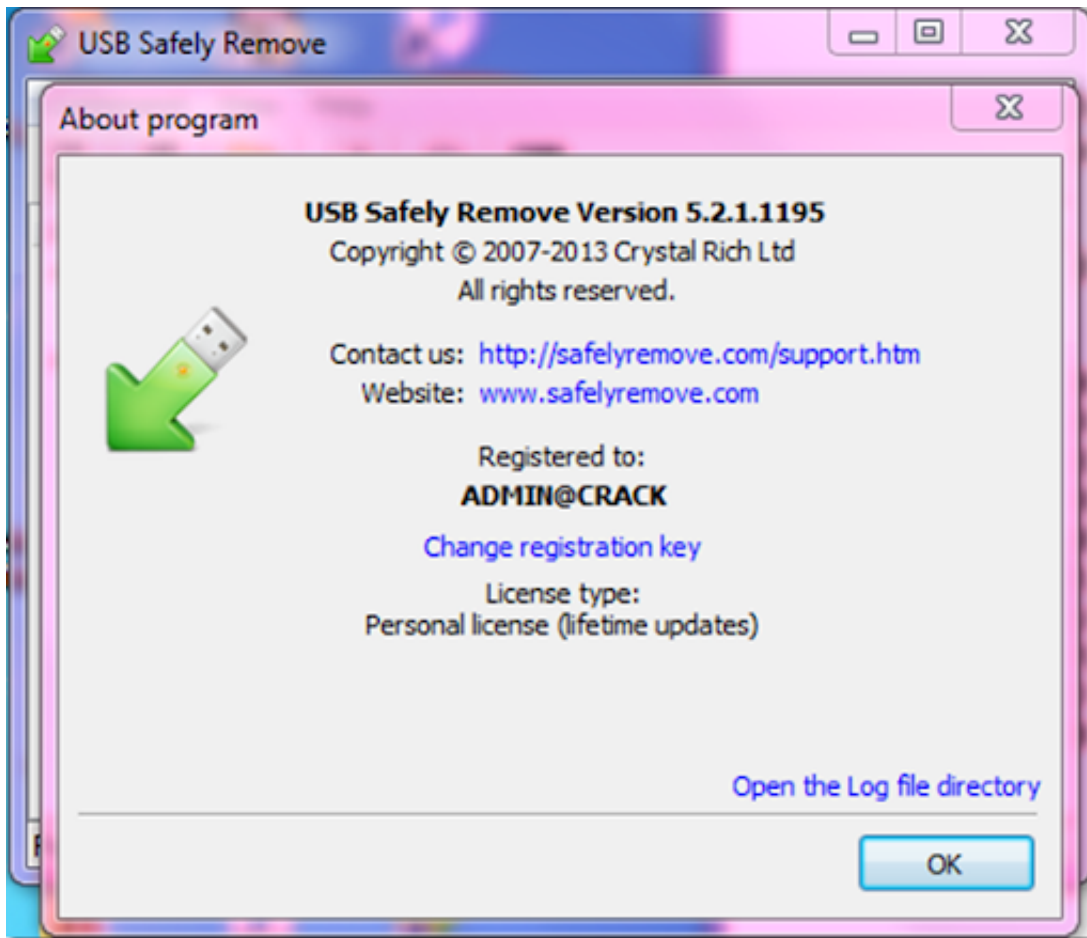 USB Safely Remove
About program
USB Safely Remove Version 5.2.1.1195
Copyright © 2007-2013 Crystal Rich Ltd
All rights reserved.
Contact us: http://safelyremove.com/support.htm
Website: www.safelyremove.com
Registered to:
ADMIN@CRACK
Change registration key
License type:
Personal license (lifetime updates)
Open the Log file directory
OK